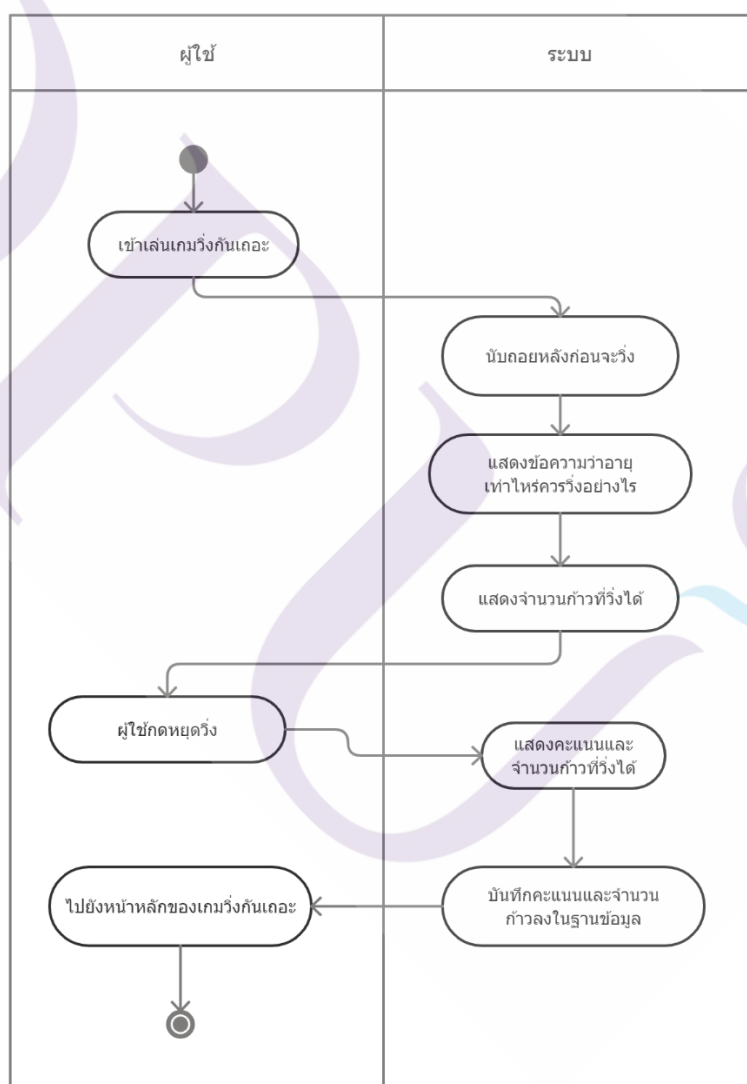 ผู้ใช้
ระบบ
เข้าเล่นเกมวิ่งกันเถอะ
นับถอยหลังก่อนจะวิ่ง
แสดงข้อความว่าอายุ
เท่าไหร่ควรวิ่งอย่างไร
แสดงจำนวนก้าวที่วิ่งได้
ผู้ใช้กดหยุดวิ่ง
แสดงคะแนนและ
จำนวนก้าวที่วิ่งได้
ไปยังหน้าหลักของเกมวิ่งกันเถอะ
บันทึกคะแนนและจำนวน
ก้าวลงในฐานข้อมูล